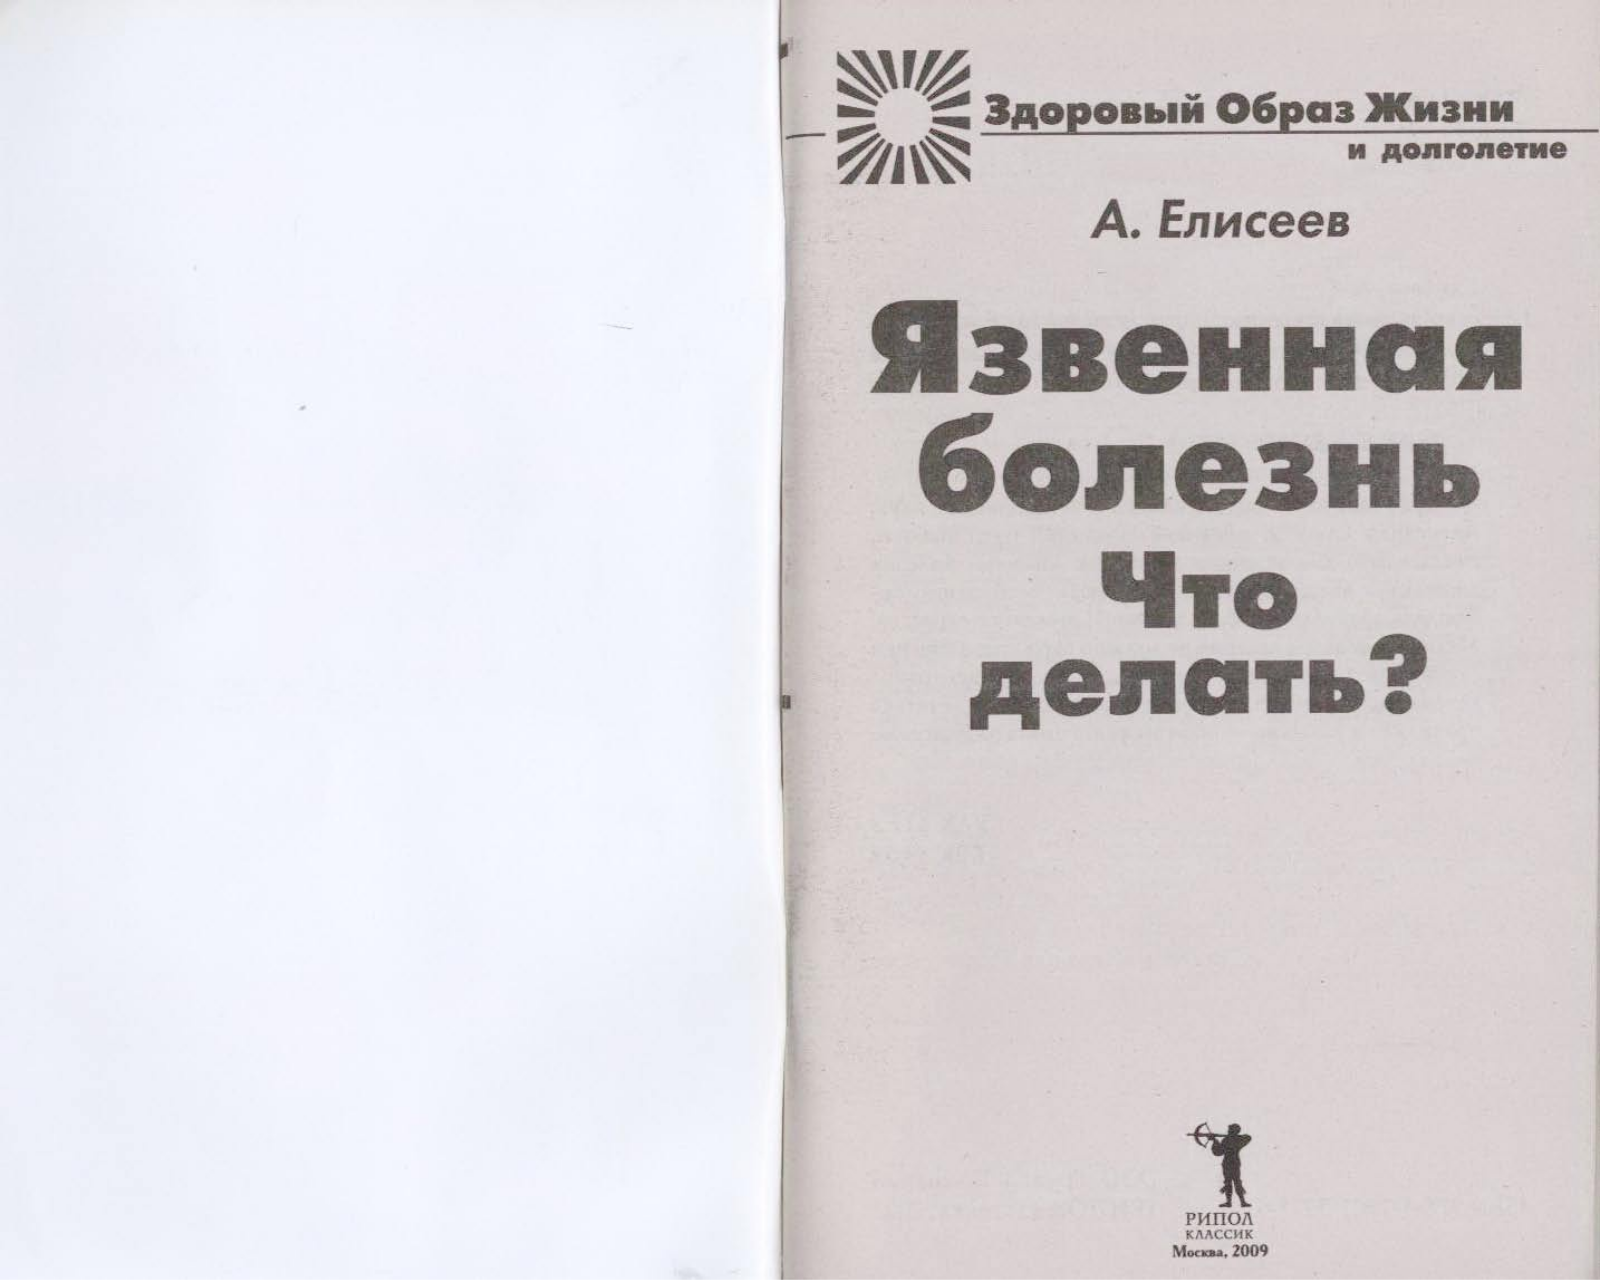 Здоровый Образ Жизни
и долголетие
А. Елисеев
Язвенная
болезнь
Что
делать?
РИПОЛ
КЛАССИК
Москва, 2009